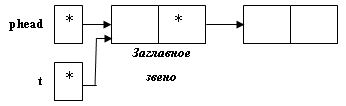 phead * *
Заглавное
звено
t *